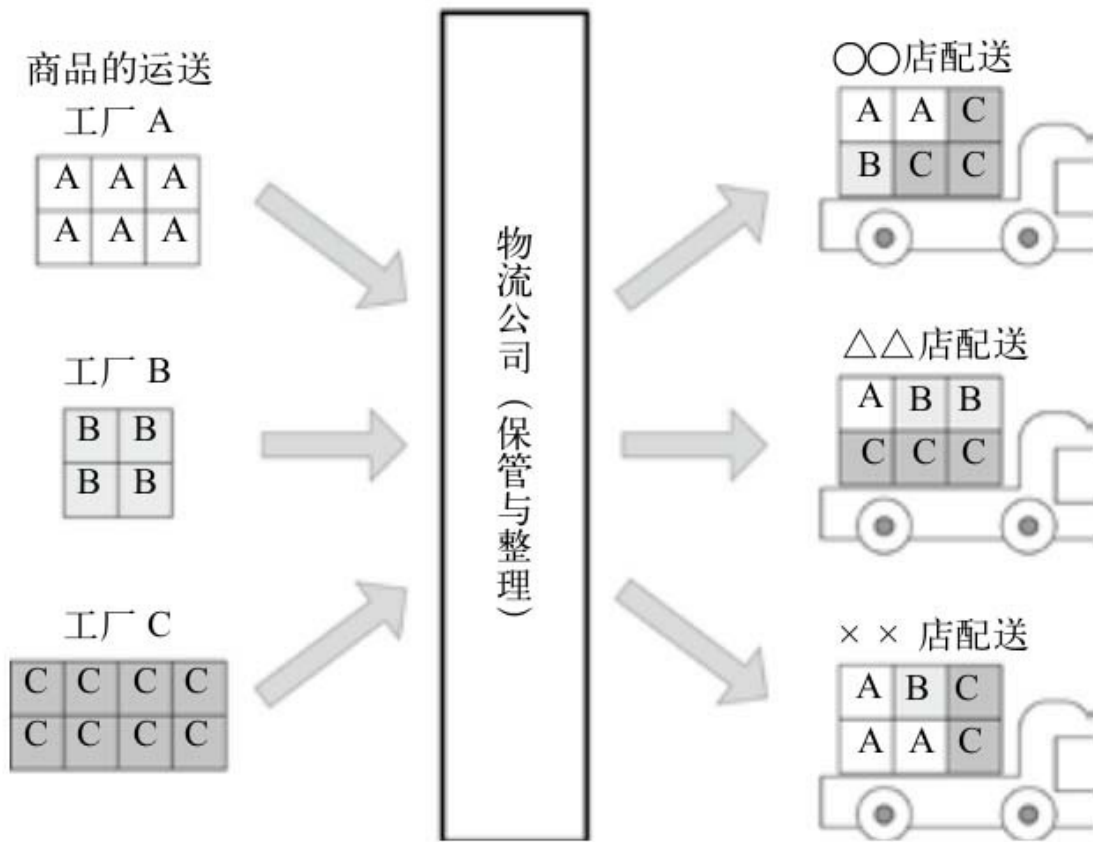 商品的运送
工厂 A
A A A
A A A
工厂 B
B B
B B
工厂 C
C C C C
C C C C
物流公司（保管与整理）
○○店配送
A A C
B C C
△△店配送
A B B
C C C
× × 店配送
A B C
A A C